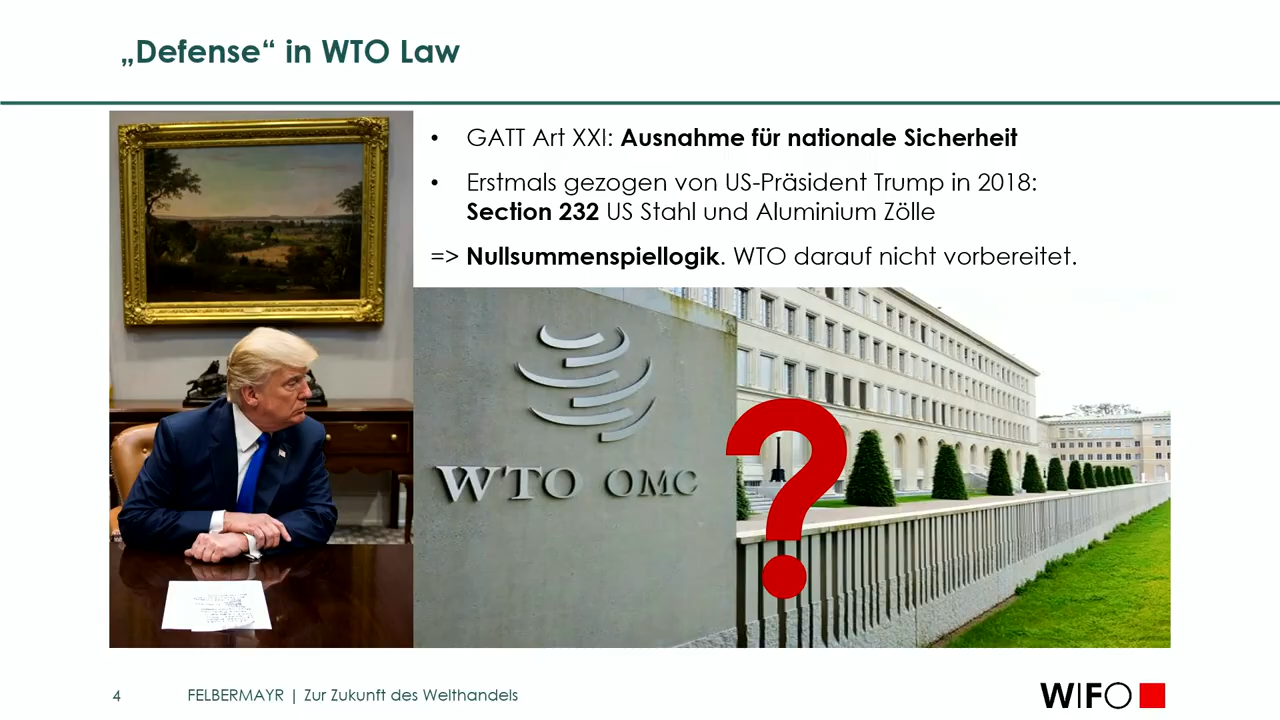 „Defense“ in WTO Law
• GATT Art XXI: Ausnahme für nationale Sicherheit
• Erstmals gezogen von US-Präsident Trump in 2018:
Section 232 US Stahl und Aluminium Zölle
=> Nullsummenspiellogik. WTO darauf nicht vorbereitet.
WTO OMC
?
4 FELBERMAYR | Zur Zukunft des Welthandels
WIFO